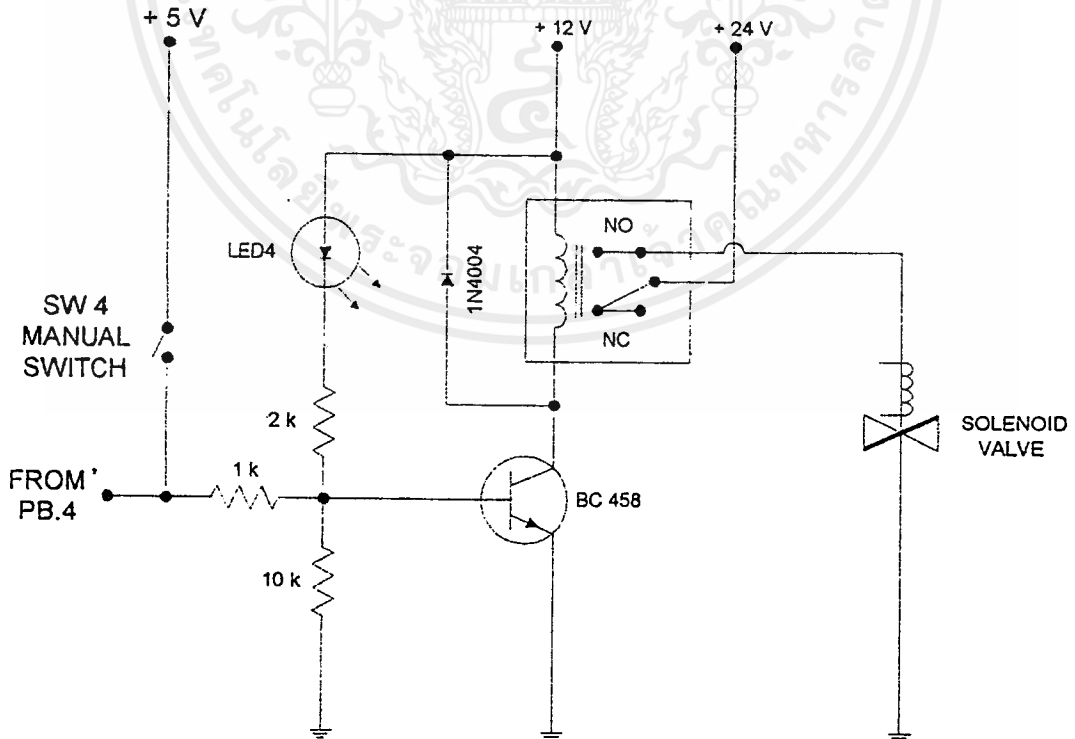 + 5 V
+ 12 V
+ 24 V
LED4
1N4004
NO
NC
SW 4
MANUAL
SWITCH
2 k
FROM
PB.4
1 k
10 k
BC 458
SOLENOID
VALVE